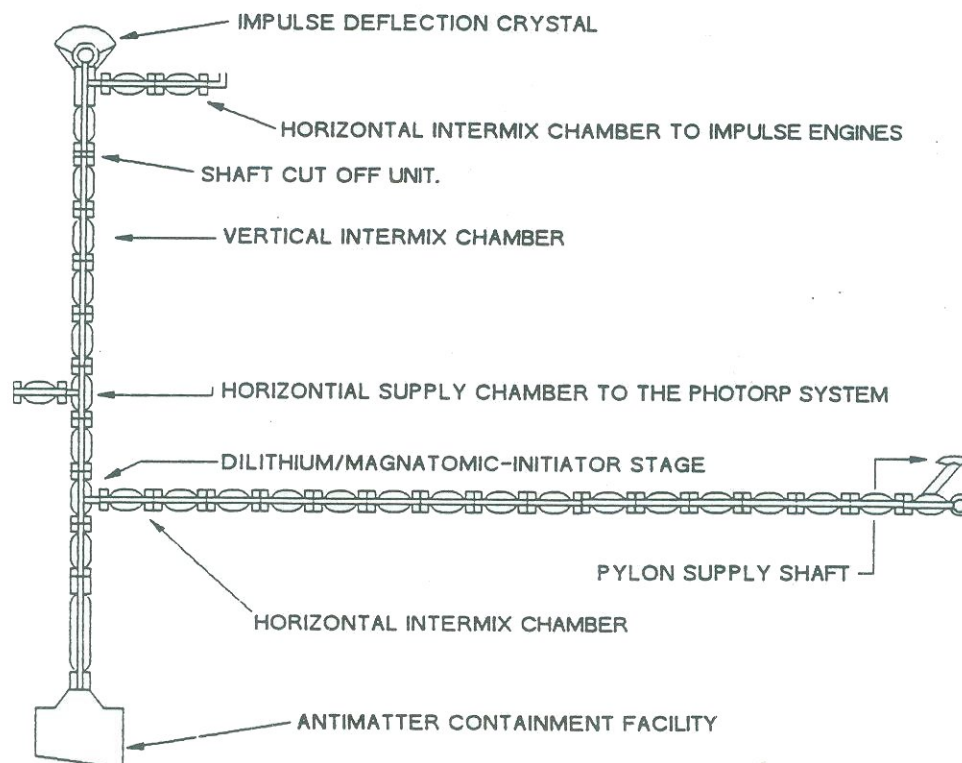 IMPULSE DEFLECTION CRYSTAL
HORIZONTAL INTERMIX CHAMBER TO IMPULSE ENGINES
SHAFT CUT OFF UNIT.
VERTICAL INTERMIX CHAMBER
HORIZONTIAL SUPPLY CHAMBER TO THE PHOTORP SYSTEM
DILITHIUM/MAGNATOMIC-INITIATOR STAGE
PYLON SUPPLY SHAFT
HORIZONTAL INTERMIX CHAMBER
ANTIMATTER CONTAINMENT FACILITY